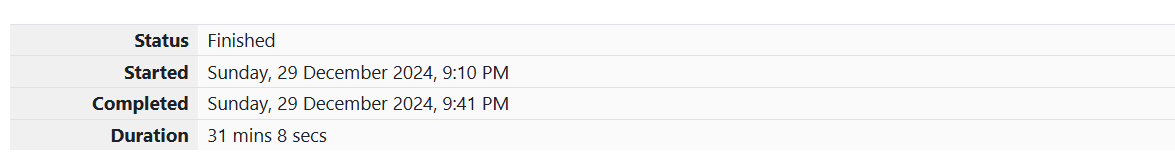 Status Finished
Started Sunday, 29 December 2024, 9:10 PM
Completed Sunday, 29 December 2024, 9:41 PM
Duration 31 mins 8 secs